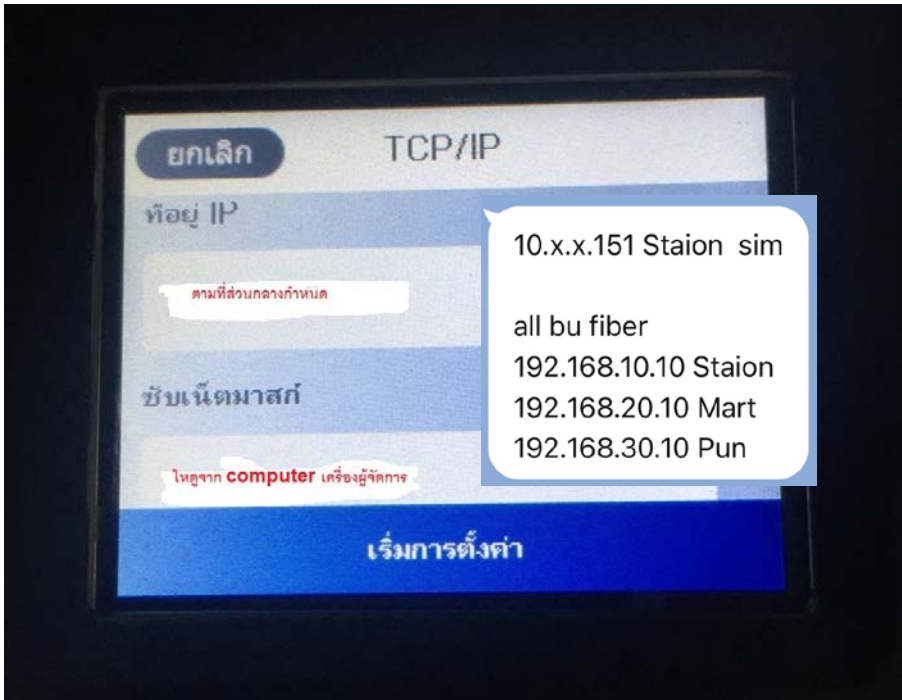 ยกเลิก
TCP/IP
ที่อยู่ IP
ตามที่ส่วนกลางกำหนด
ซับเน็ตมาสก์
ให้ดูจาก computer เครื่องผู้จัดการ
เริ่มการตั้งค่า
10.x.x.151 Staion sim
all bu fiber
192.168.10.10 Staion
192.168.20.10 Mart
192.168.30.10 Pun